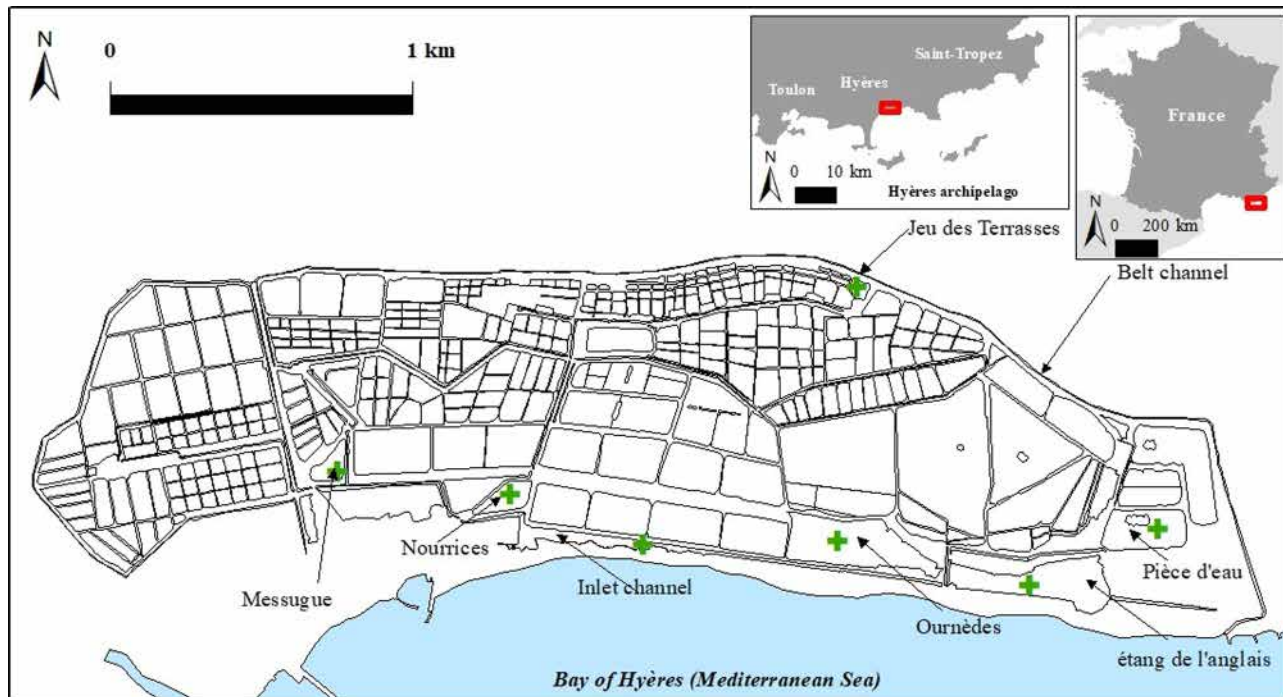 N
0
1 km
Saint-Tropez
Hyères
Toulon
N
0 10 km
Hyères archipelago
France
N
0 200 km
Jeu des Terrasses
Belt channel
Nourrices
Messugue
Inlet channel
Ournèdes
Pièce d'eau
étang de l'anglais
Bay of Hyères (Mediterranean Sea)